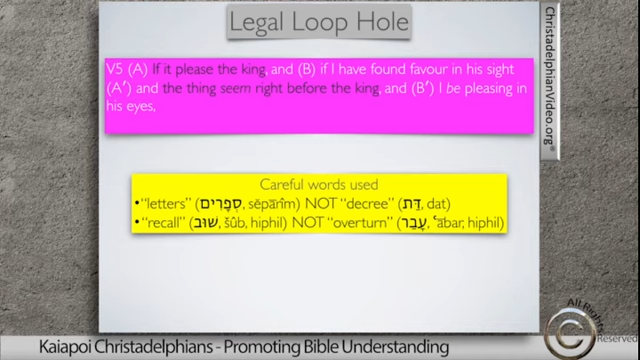 Legal Loop Hole
V5 (A) If it please the king, and (B) if I have found favour in his sight
(A′) and the thing seem right before the king, and (B′) I be pleasing in
his eyes,
Careful words used
•“letters” (סְפָרִים, sēpārîm) NOT “decree” (דָּת, dat)
•“recall” (שׁוּב, šûb, hiphil) NOT “overturn” (עָבַר, ʿābar, hiphil)
ChristadelphianVideo.org®
All Rights
Reserved
Kaiapoi Christadelphians - Promoting Bible Understanding